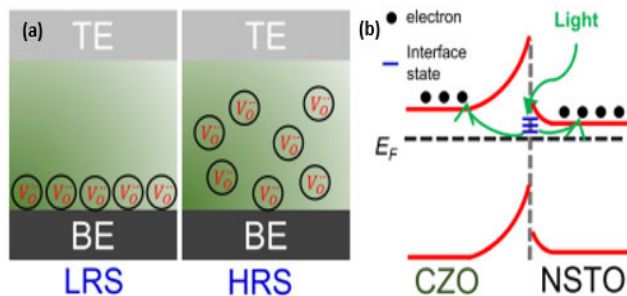 (a)
TE
V_O^{..} V_O^{..} V_O^{..} V_O^{..} V_O^{..}
BE
LRS
TE
V_O^{..}
V_O^{..}
V_O^{..}
V_O^{..}
V_O^{..}
V_O^{..}
V_O^{..}
BE
HRS
(b)
electron
Interface
state
Light
E_F
CZO
NSTO